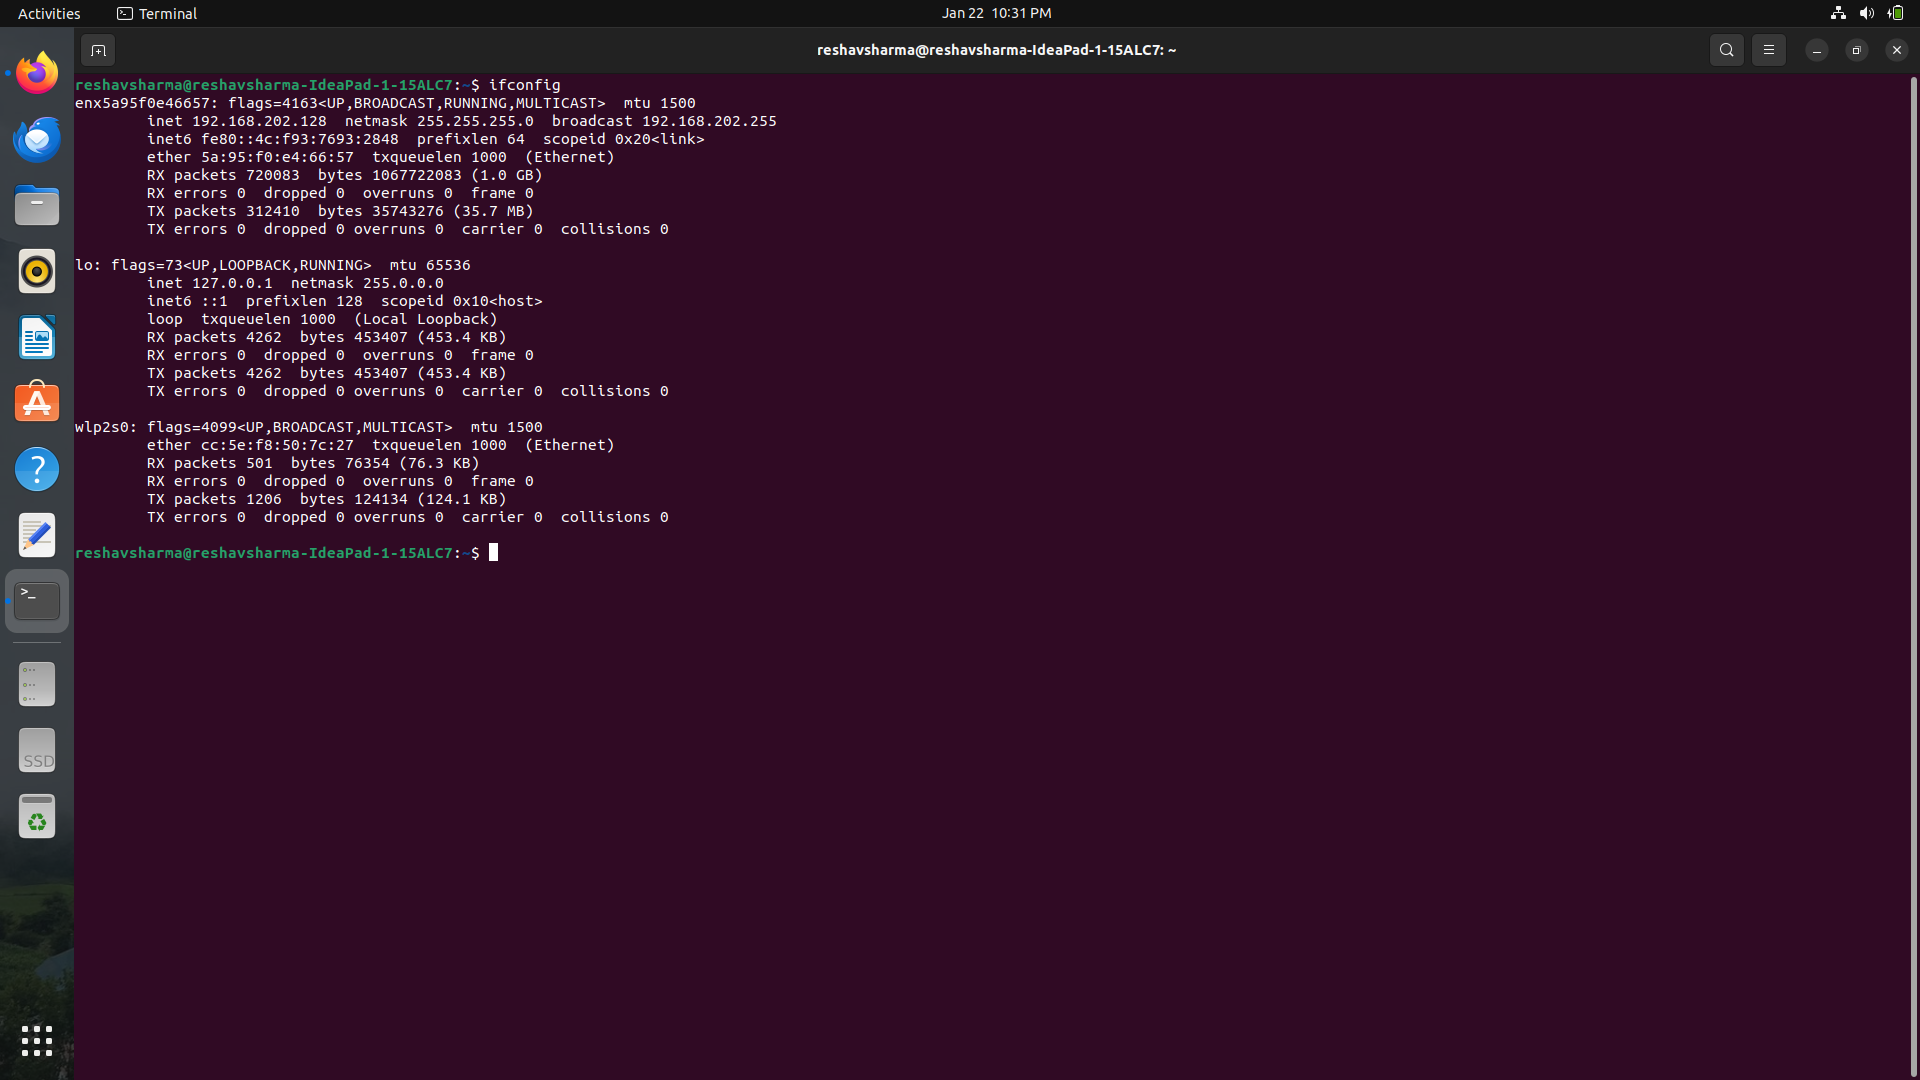 Activities
Terminal
Jan 22  10:31 PM
reshavsharma@reshavsharma-IdeaPad-1-15ALC7: ~
reshavsharma@reshavsharma-IdeaPad-1-15ALC7:~$ ifconfig
enx5a95f0e46657: flags=4163<UP,BROADCAST,RUNNING,MULTICAST>  mtu 1500
        inet 192.168.202.128  netmask 255.255.255.0  broadcast 192.168.202.255
        inet6 fe80::4c:f93:7693:2848  prefixlen 64  scopeid 0x20<link>
        ether 5a:95:f0:e4:66:57  txqueuelen 1000  (Ethernet)
        RX packets 720083  bytes 1067722083 (1.0 GB)
        RX errors 0  dropped 0  overruns 0  frame 0
        TX packets 312410  bytes 35743276 (35.7 MB)
        TX errors 0  dropped 0 overruns 0  carrier 0  collisions 0
lo: flags=73<UP,LOOPBACK,RUNNING>  mtu 65536
        inet 127.0.0.1  netmask 255.0.0.0
        inet6 ::1  prefixlen 128  scopeid 0x10<host>
        loop  txqueuelen 1000  (Local Loopback)
        RX packets 4262  bytes 453407 (453.4 KB)
        RX errors 0  dropped 0  overruns 0  frame 0
        TX packets 4262  bytes 453407 (453.4 KB)
        TX errors 0  dropped 0 overruns 0  carrier 0  collisions 0
wlp2s0: flags=4099<UP,BROADCAST,MULTICAST>  mtu 1500
        ether cc:5e:f8:50:7c:27  txqueuelen 1000  (Ethernet)
        RX packets 501  bytes 76354 (76.3 KB)
        RX errors 0  dropped 0  overruns 0  frame 0
        TX packets 1206  bytes 124134 (124.1 KB)
        TX errors 0  dropped 0 overruns 0  carrier 0  collisions 0
reshavsharma@reshavsharma-IdeaPad-1-15ALC7:~$
SSD